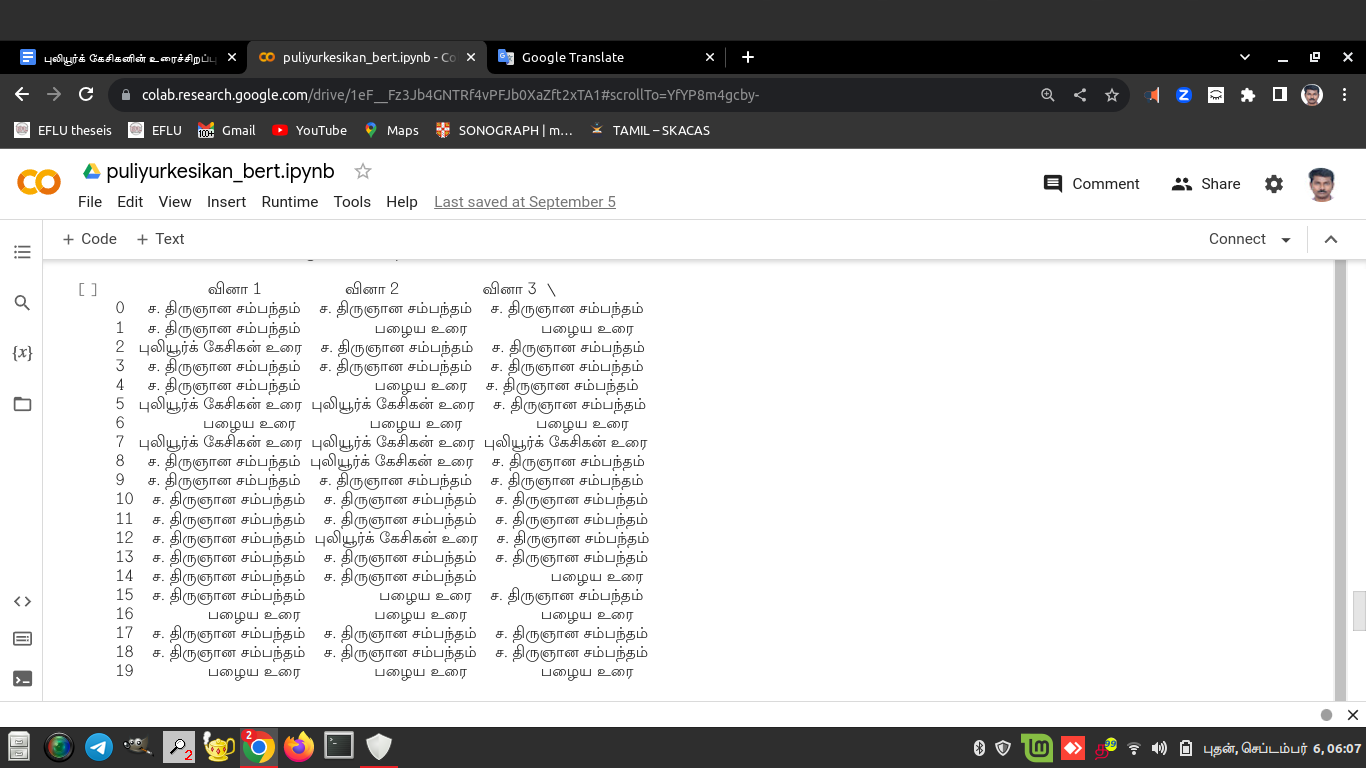 புலியூர்க் கேசிகனின் உரைச்சிறப்பு
puliyurkesikan_bert.ipynb - Co
Google Translate
colab.research.google.com/drive/1eF__Fz3Jb4GNTRf4vPFJb0XaZft2xTA1#scrollTo=YfYP8m4gcby-
EFLU theseis
EFLU
100+
Gmail
YouTube
Maps
SONOGRAPH | m...
TAMIL – SKACAS
puliyurkesikan_bert.ipynb
Comment
Share
File Edit View Insert Runtime Tools Help Last saved at September 5
+ Code + Text
Connect
{x}
[ ] வினா 1 வினா 2 வினா 3 \
0 ச. திருஞான சம்பந்தம் ச. திருஞான சம்பந்தம் ச. திருஞான சம்பந்தம்
1 ச. திருஞான சம்பந்தம் பழைய உரை பழைய உரை
2 புலியூர்க் கேசிகன் உரை ச. திருஞான சம்பந்தம் ச. திருஞான சம்பந்தம்
3 ச. திருஞான சம்பந்தம் ச. திருஞான சம்பந்தம் ச. திருஞான சம்பந்தம்
4 ச. திருஞான சம்பந்தம் பழைய உரை ச. திருஞான சம்பந்தம்
5 புலியூர்க் கேசிகன் உரை புலியூர்க் கேசிகன் உரை ச. திருஞான சம்பந்தம்
6 பழைய உரை பழைய உரை பழைய உரை
7 புலியூர்க் கேசிகன் உரை புலியூர்க் கேசிகன் உரை புலியூர்க் கேசிகன் உரை
8 ச. திருஞான சம்பந்தம் புலியூர்க் கேசிகன் உரை ச. திருஞான சம்பந்தம்
9 ச. திருஞான சம்பந்தம் ச. திருஞான சம்பந்தம் ச. திருஞான சம்பந்தம்
10 ச. திருஞான சம்பந்தம் ச. திருஞான சம்பந்தம் ச. திருஞான சம்பந்தம்
11 ச. திருஞான சம்பந்தம் ச. திருஞான சம்பந்தம் ச. திருஞான சம்பந்தம்
12 ச. திருஞான சம்பந்தம் புலியூர்க் கேசிகன் உரை ச. திருஞான சம்பந்தம்
13 ச. திருஞான சம்பந்தம் ச. திருஞான சம்பந்தம் ச. திருஞான சம்பந்தம்
14 ச. திருஞான சம்பந்தம் ச. திருஞான சம்பந்தம் பழைய உரை
15 ச. திருஞான சம்பந்தம் பழைய உரை ச. திருஞான சம்பந்தம்
16 பழைய உரை பழைய உரை பழைய உரை
17 ச. திருஞான சம்பந்தம் ச. திருஞான சம்பந்தம் ச. திருஞான சம்பந்தம்
18 ச. திருஞான சம்பந்தம் ச. திருஞான சம்பந்தம் ச. திருஞான சம்பந்தம்
19 பழைய உரை பழைய உரை பழைய உரை
2
2
த 99
புதன், செப்டம்பர் 6, 06:07